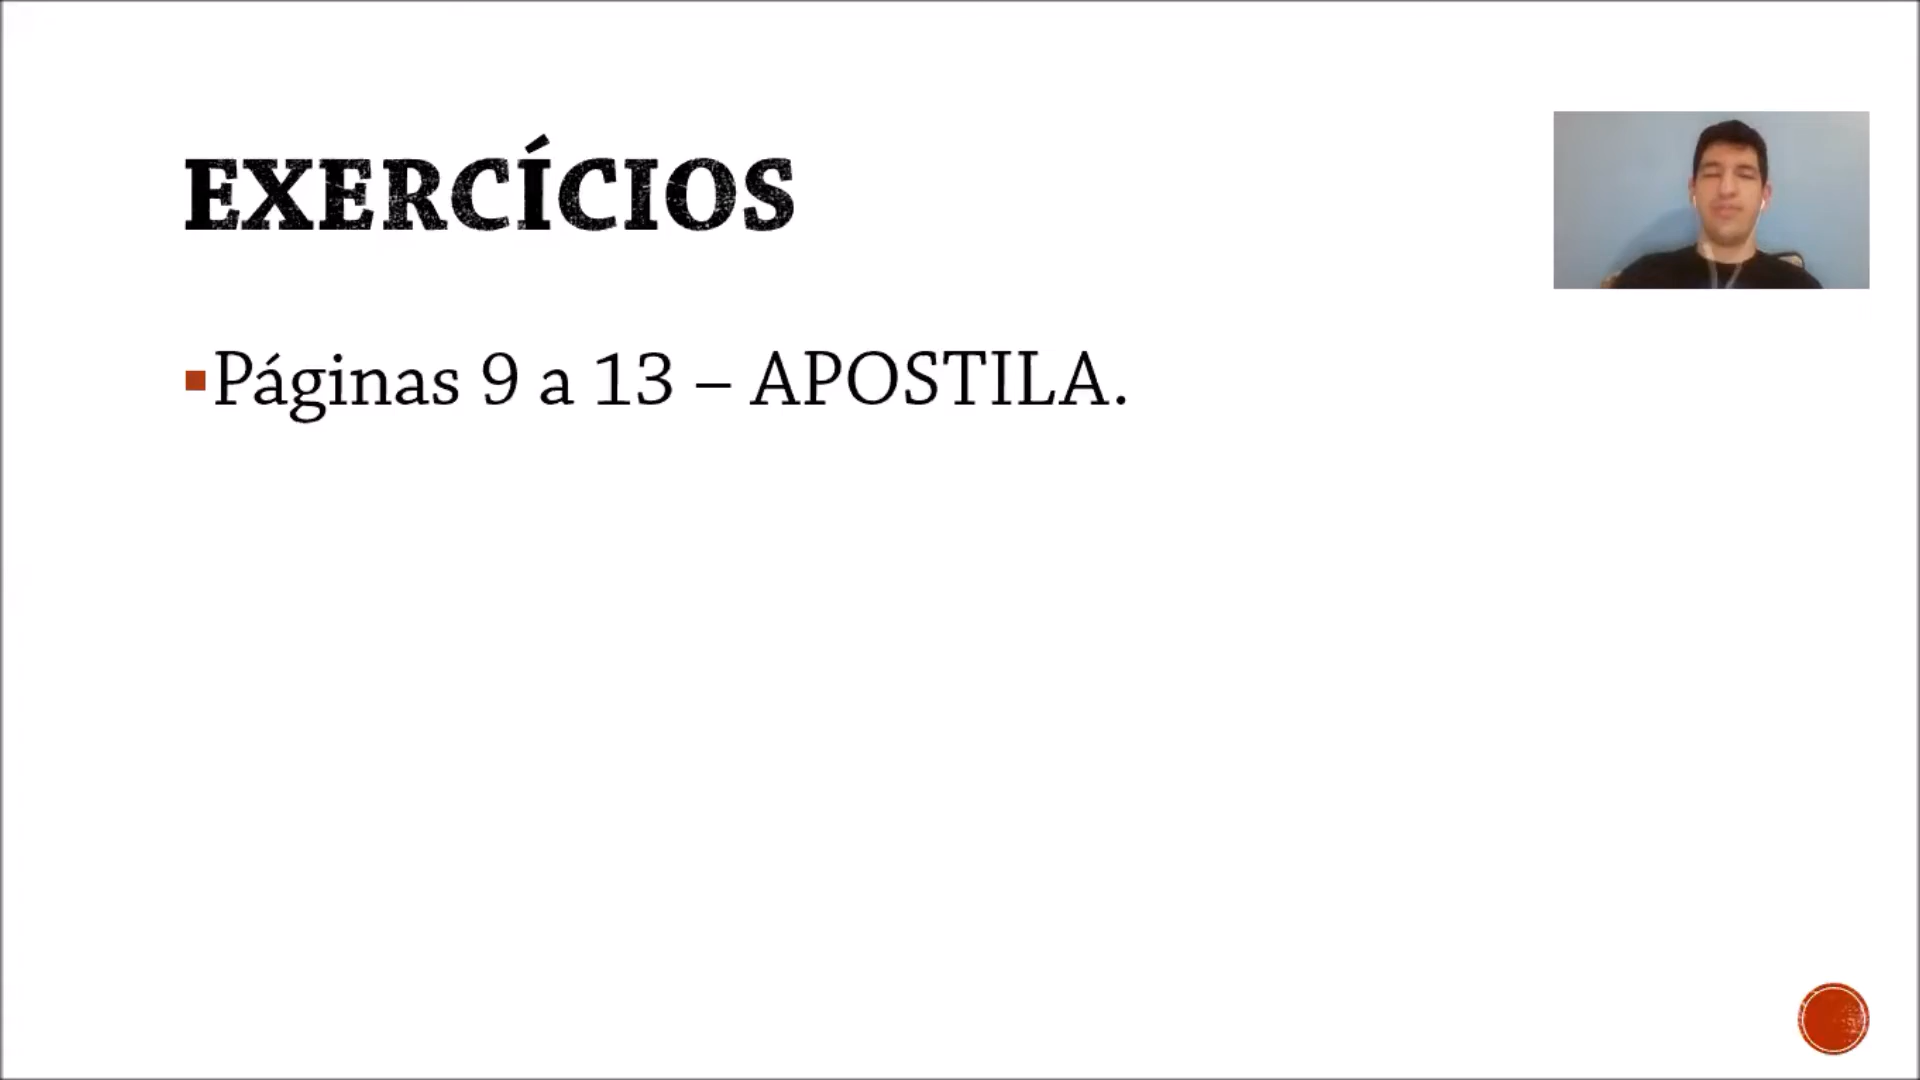 EXERCÍCIOS
Páginas 9 a 13 – APOSTILA.